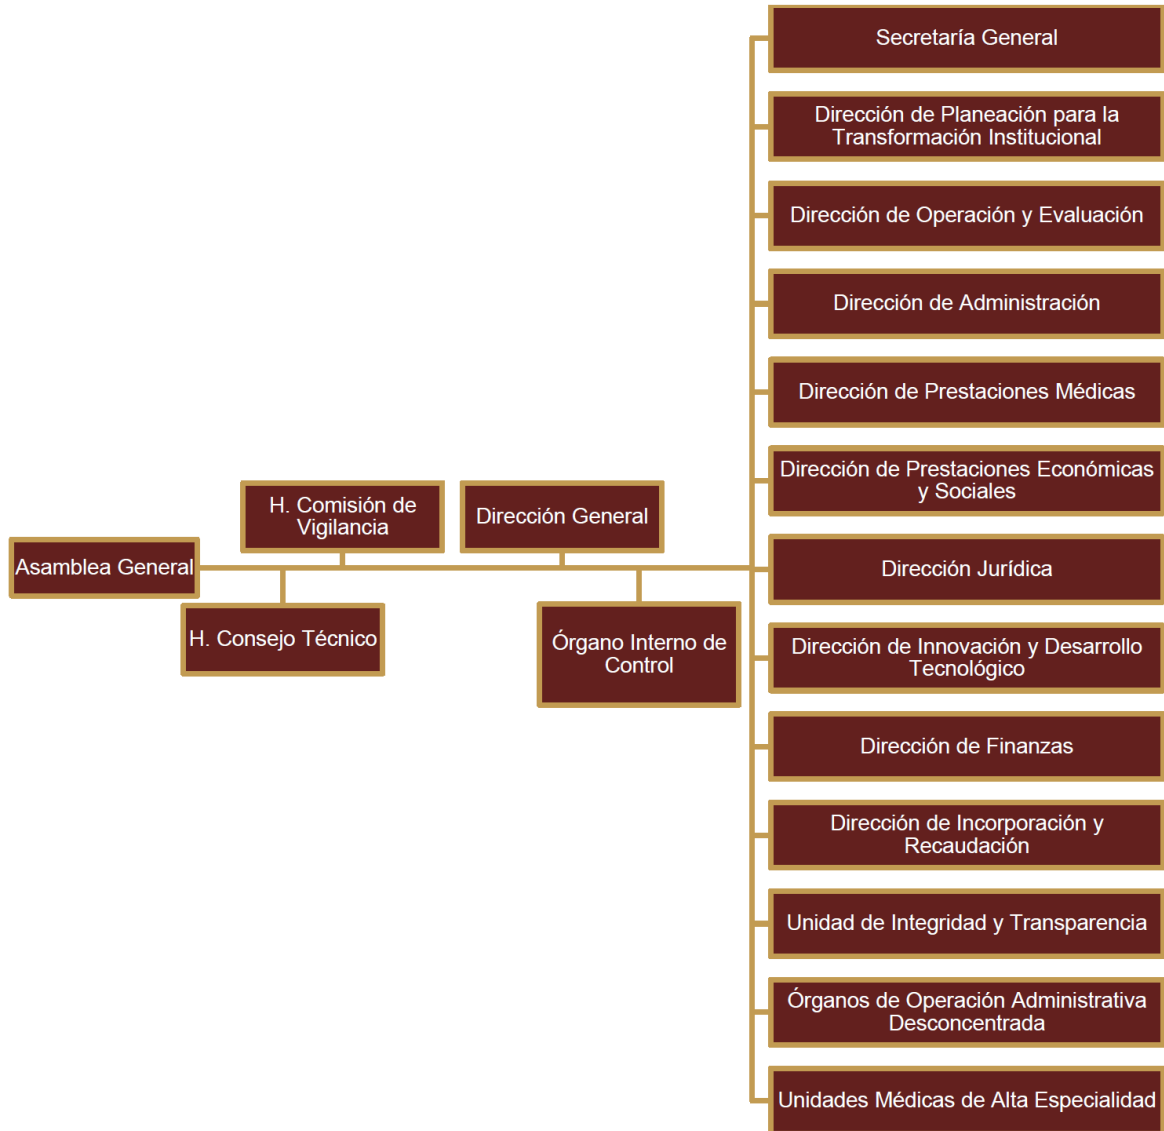 Secretaría General
Dirección de Planeación para la
Transformación Institucional
Dirección de Operación y Evaluación
Dirección de Administración
Dirección de Prestaciones Médicas
Dirección de Prestaciones Económicas
y Sociales
H. Comisión de
Vigilancia
Dirección General
Asamblea General
Dirección Jurídica
H. Consejo Técnico
Órgano Interno de
Control
Dirección de Innovación y Desarrollo
Tecnológico
Dirección de Finanzas
Dirección de Incorporación y
Recaudación
Unidad de Integridad y Transparencia
Órganos de Operación Administrativa
Desconcentrada
Unidades Médicas de Alta Especialidad